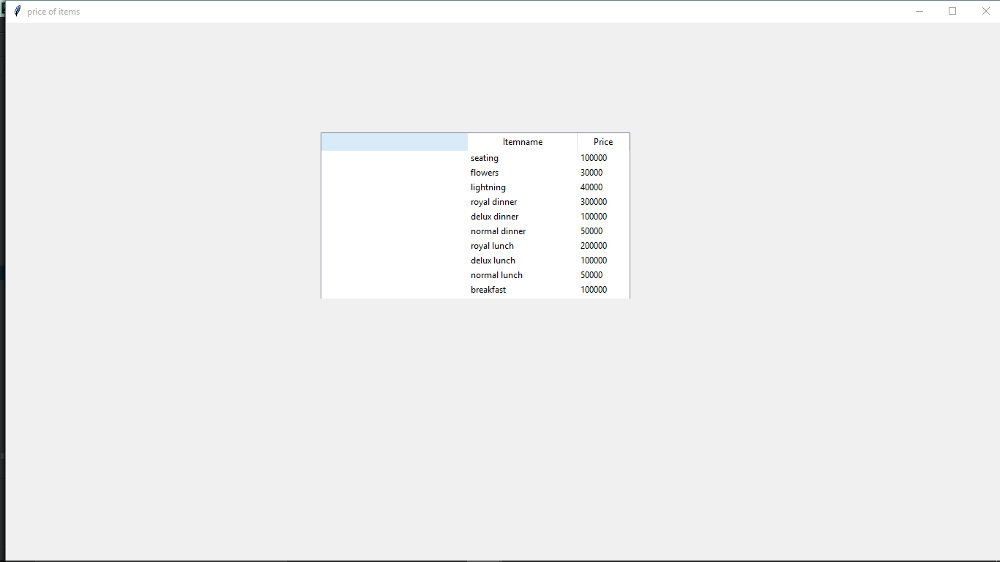 price of items
Itemname Price
seating 100000
flowers 30000
lightning 40000
royal dinner 300000
delux dinner 100000
normal dinner 50000
royal lunch 200000
delux lunch 100000
normal lunch 50000
breakfast 100000